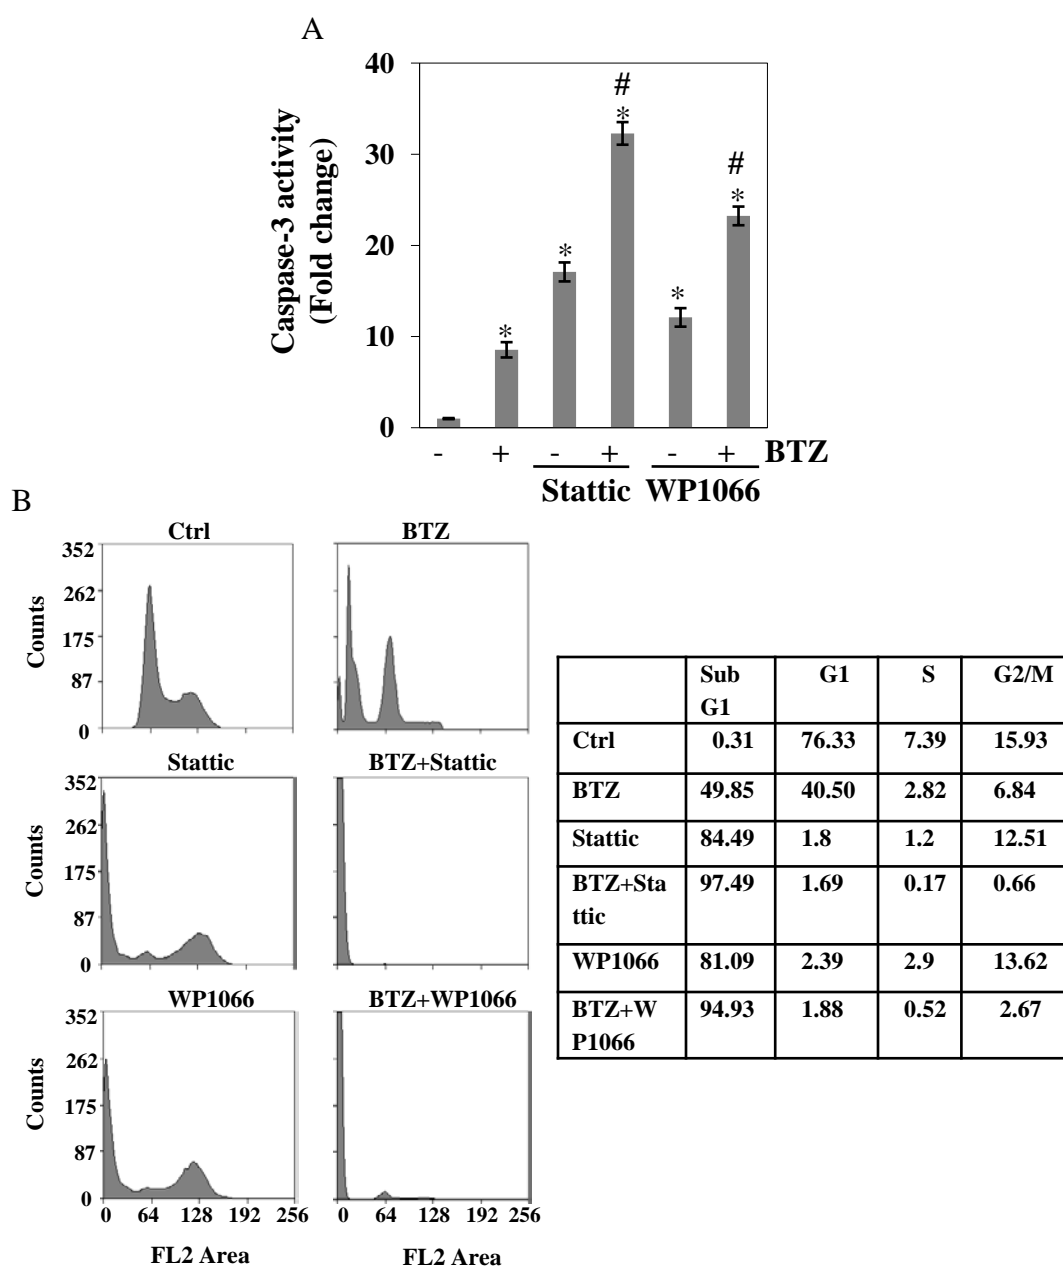 A
40
30
20
10
0
Caspase-3 activity
(Fold change)
*
*
#
*
*
#
*
- + - + - + BTZ
Stattic WP1066
B
Ctrl
352
262
175
87
0
Counts
BTZ
Stattic
352
262
175
87
0
Counts
BTZ+Stattic
WP1066
352
262
175
87
0
Counts
0 64 128 192 256
FL2 Area
BTZ+WP1066
0 64 128 192 256
FL2 Area
Sub
G1 G1 S G2/M
Ctrl 0.31 76.33 7.39 15.93
BTZ 49.85 40.50 2.82 6.84
Stattic 84.49 1.8 1.2 12.51
BTZ+Sta 97.49 1.69 0.17 0.66
ttic
WP1066 81.09 2.39 2.9 13.62
BTZ+W 94.93 1.88 0.52 2.67
P1066